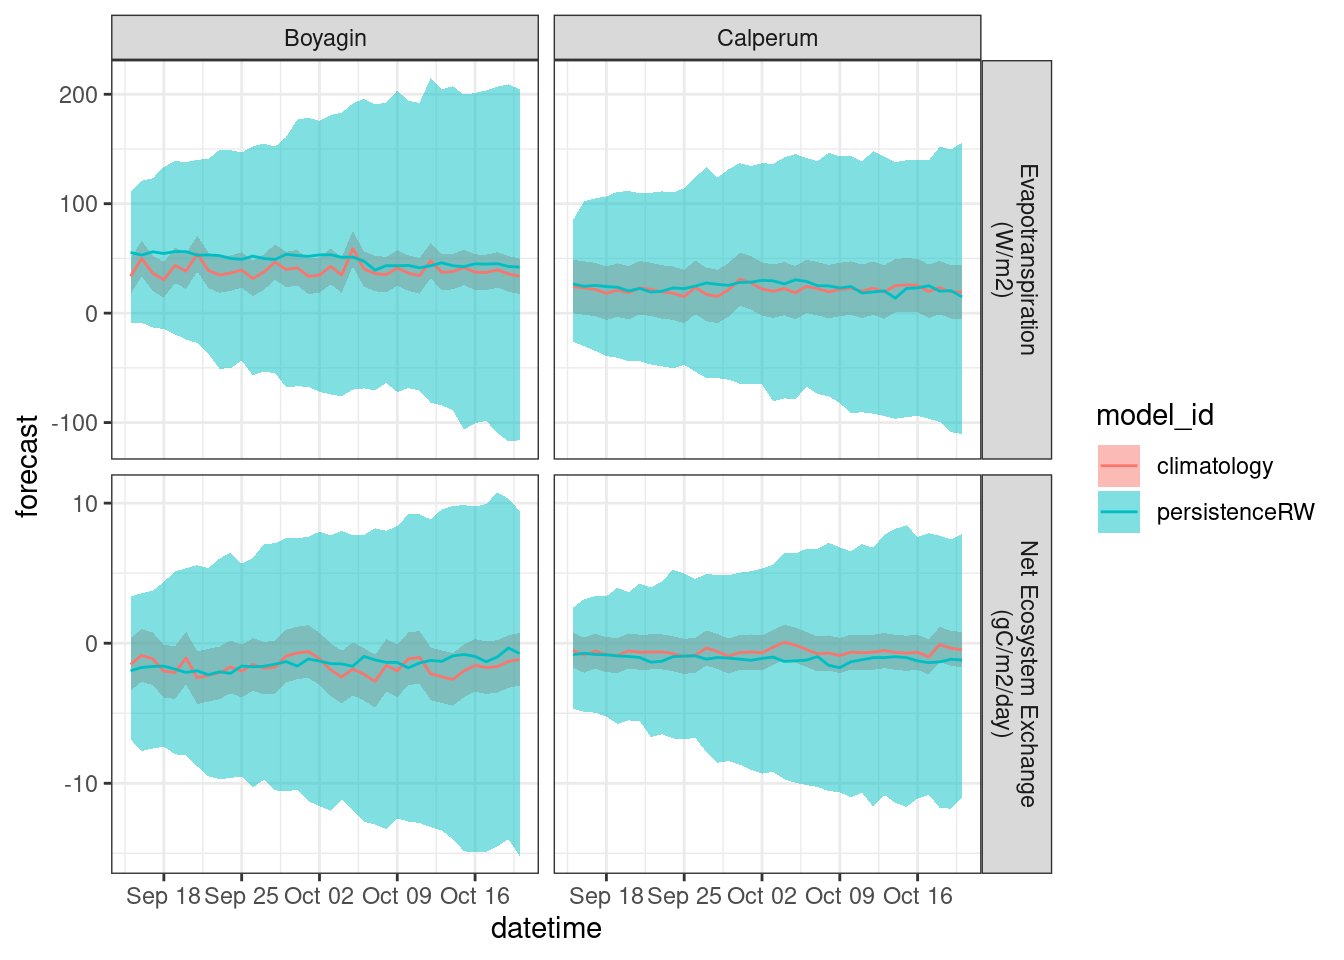 Boyagin
Calperum
200
100
0
-100
Evapotranspiration
(W/m2)
10
0
-10
Net Ecosystem Exchange
(gC/m2/day)
Sep 18 Sep 25 Oct 02 Oct 09 Oct 16
Sep 18 Sep 25 Oct 02 Oct 09 Oct 16
datetime
forecast
model_id
climatology
persistenceRW